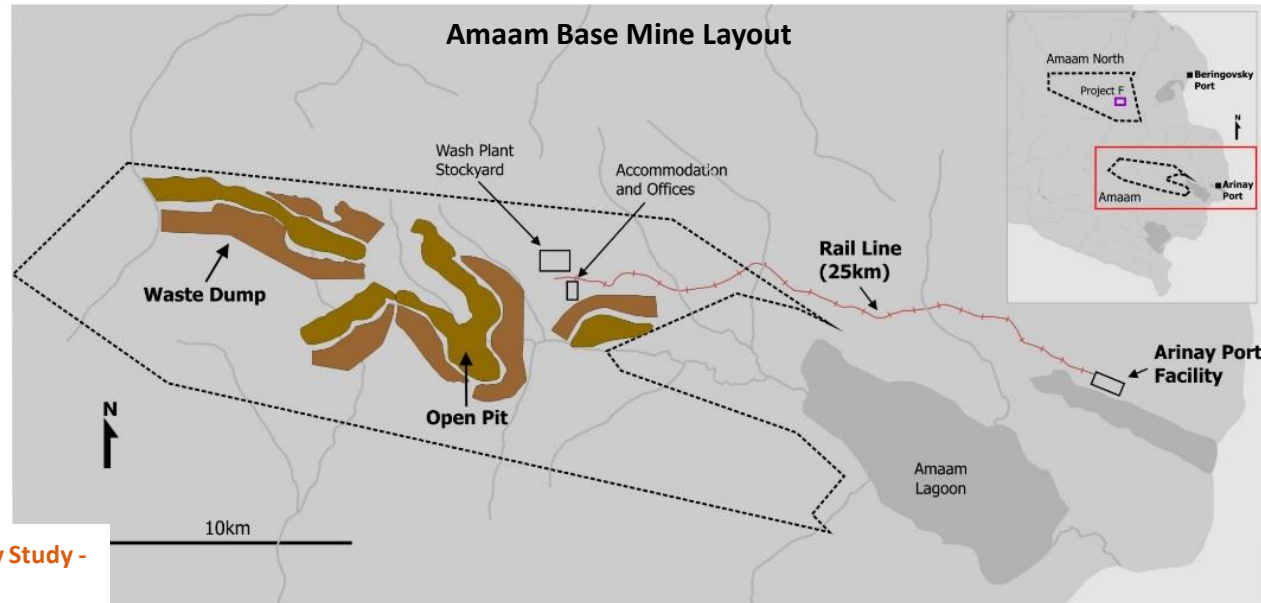 Amaam Base Mine Layout
Amaam North
Project F
Beringovsky
Port
N
Amaam
Arinay
Port
Wash Plant
Stockyard
Accommodation
and Offices
Rail Line
(25km)
Waste Dump
Arinay Port
Facility
Open Pit
N
Amaam
Lagoon
10km
Study -